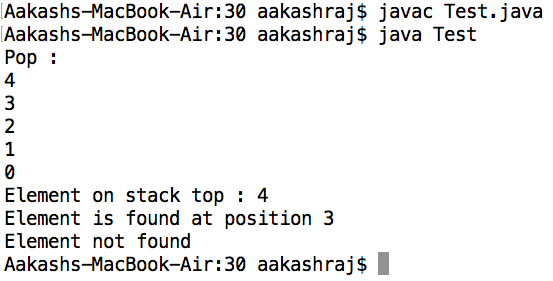 Aakashs-MacBook-Air:30 aakashraj$ javac Test.java
Aakashs-MacBook-Air:30 aakashraj$ java Test
Pop :
4
3
2
1
0
Element on stack top : 4
Element is found at position 3
Element not found
Aakashs-MacBook-Air:30 aakashraj$